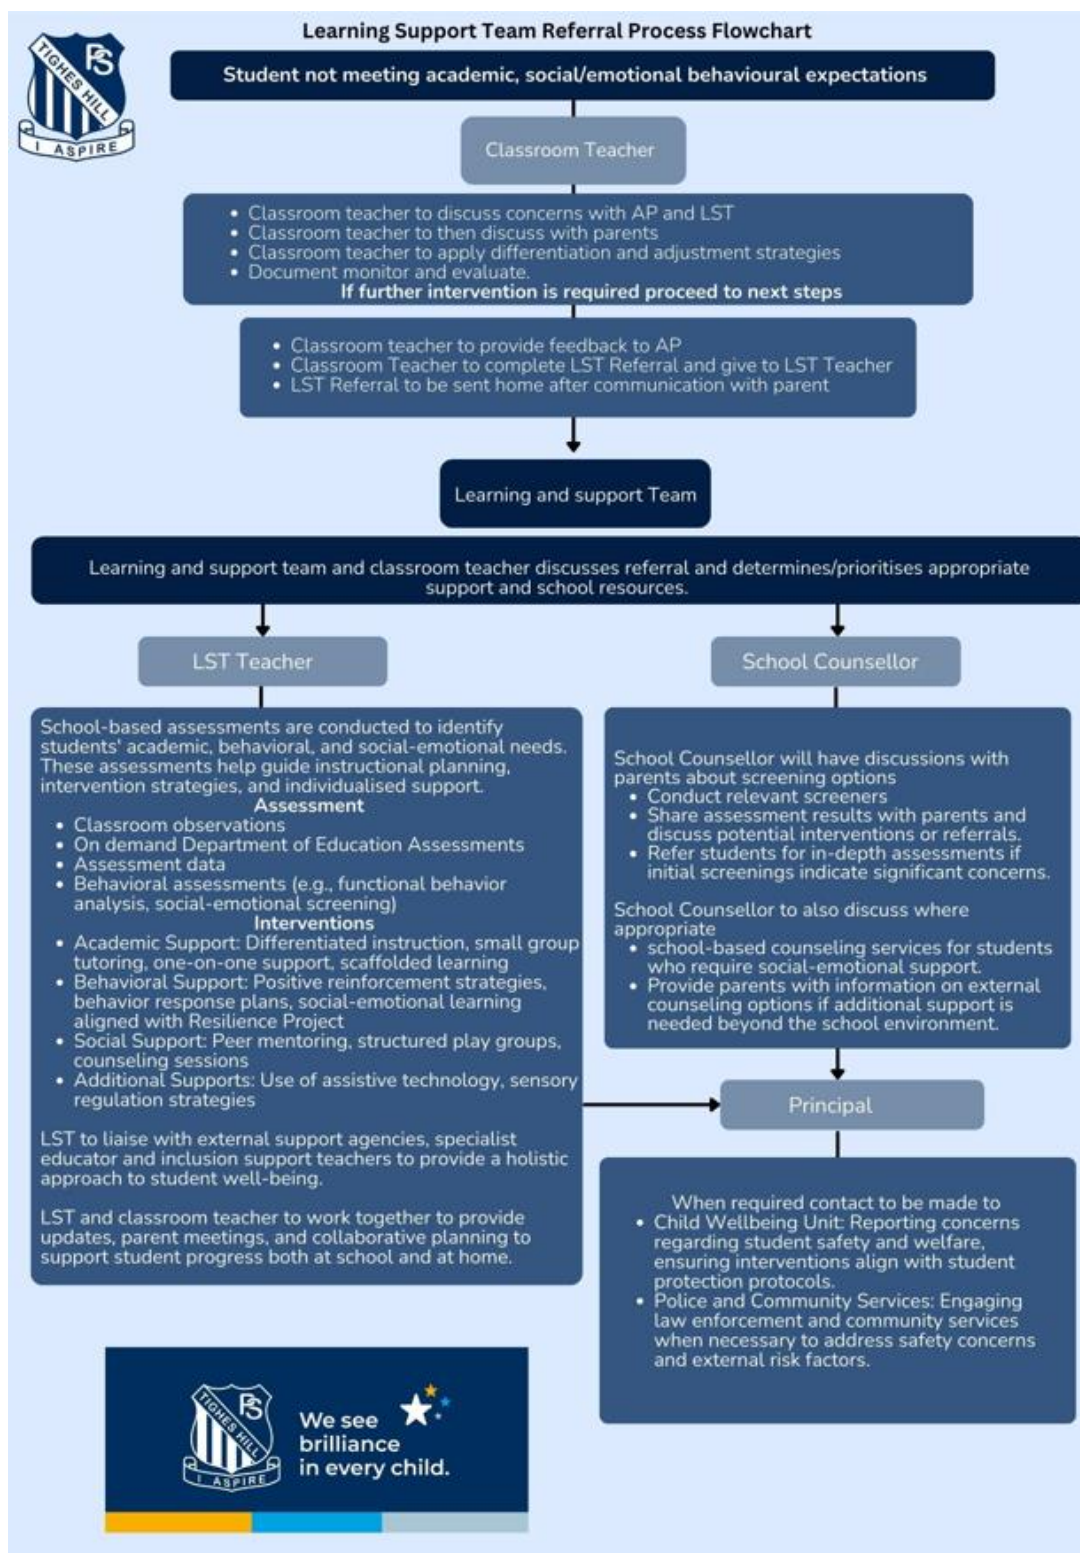 Learning Support Team Referral Process Flowchart
PS
TIGHES HILL
I ASPIRE
Student not meeting academic, social/emotional behavioural expectations
Classroom Teacher
• Classroom teacher to discuss concerns with AP and LST
• Classroom teacher to then discuss with parents
• Classroom teacher to apply differentiation and adjustment strategies
• Document monitor and evaluate.
If further intervention is required proceed to next steps
• Classroom teacher to provide feedback to AP
• Classroom Teacher to complete LST Referral and give to LST Teacher
• LST Referral to be sent home after communication with parent
Learning and support Team
Learning and support team and classroom teacher discusses referral and determines/prioritises appropriate
support and school resources.
LST Teacher
School-based assessments are conducted to identify
students' academic, behavioral, and social-emotional needs.
These assessments help guide instructional planning,
intervention strategies, and individualised support.
Assessment
• Classroom observations
• On demand Department of Education Assessments
• Assessment data
• Behavioral assessments (e.g., functional behavior
analysis, social-emotional screening)
Interventions
• Academic Support: Differentiated instruction, small group
tutoring, one-on-one support, scaffolded learning
• Behavioral Support: Positive reinforcement strategies,
behavior response plans, social-emotional learning
aligned with Resilience Project
• Social Support: Peer mentoring, structured play groups,
counseling sessions
• Additional Supports: Use of assistive technology, sensory
regulation strategies
LST to liaise with external support agencies, specialist
educator and inclusion support teachers to provide a holistic
approach to student well-being.
LST and classroom teacher to work together to provide
updates, parent meetings, and collaborative planning to
support student progress both at school and at home.
School Counsellor
School Counsellor will have discussions with
parents about screening options
• Conduct relevant screeners
• Share assessment results with parents and
discuss potential interventions or referrals.
• Refer students for in-depth assessments if
initial screenings indicate significant concerns.
School Counsellor to also discuss where
appropriate
• school-based counseling services for students
who require social-emotional support.
• Provide parents with information on external
counseling options if additional support is
needed beyond the school environment.
Principal
When required contact to be made to
• Child Wellbeing Unit: Reporting concerns
regarding student safety and welfare,
ensuring interventions align with student
protection protocols.
• Police and Community Services: Engaging
law enforcement and community services
when necessary to address safety concerns
and external risk factors.
PS
TIGHES HILL
I ASPIRE
We see
brilliance
in every child.